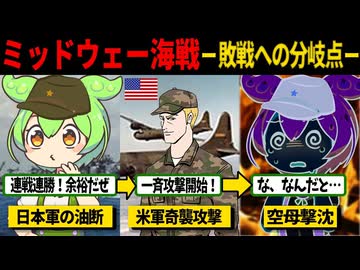 ミッドウェー海戦－敗戦への分岐点－
連戦連勝！余裕だぜ
一斉攻撃開始！
な、なんだと…
日本軍の油断
米軍奇襲攻撃
空母撃沈